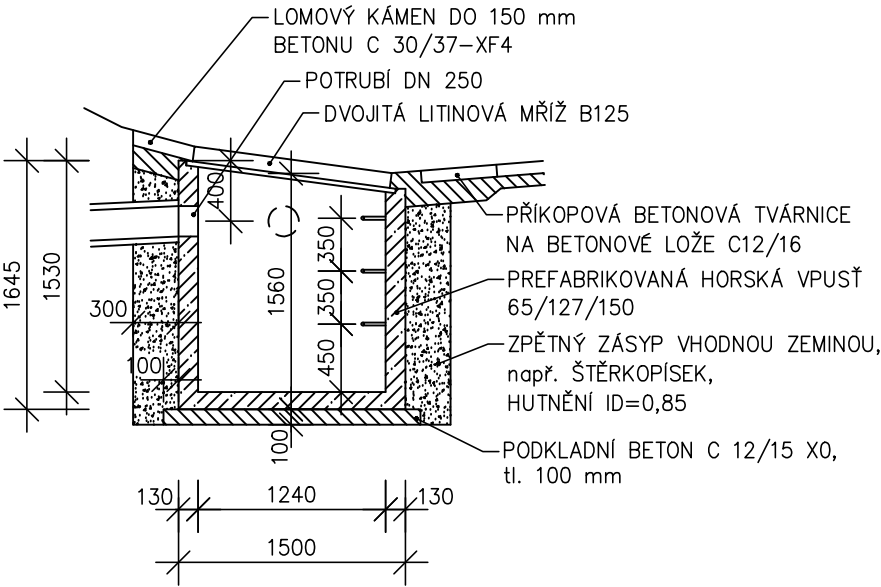 LOMOVÝ KÁMEN DO 150 mm
BETONU C 30/37-XF4
POTRUBÍ DN 250
DVOJITÁ LITINOVÁ MŘÍŽ B125
PŘÍKOPOVÁ BETONOVÁ TVÁRNICE
NA BETONOVÉ LOŽE C12/16
PREFABRIKOVANÁ HORSKÁ VPUSŤ
65/127/150
ZPĚTNÝ ZÁSYP VHODNOU ZEMINOU,
např. ŠTĚRKOPÍSEK,
HUTNĚNÍ ID=0,85
PODKLADNÍ BETON C 12/15 X0,
tl. 100 mm
1645
1530
400
1560
350
350
450
300
100
100
130
1240
130
1500